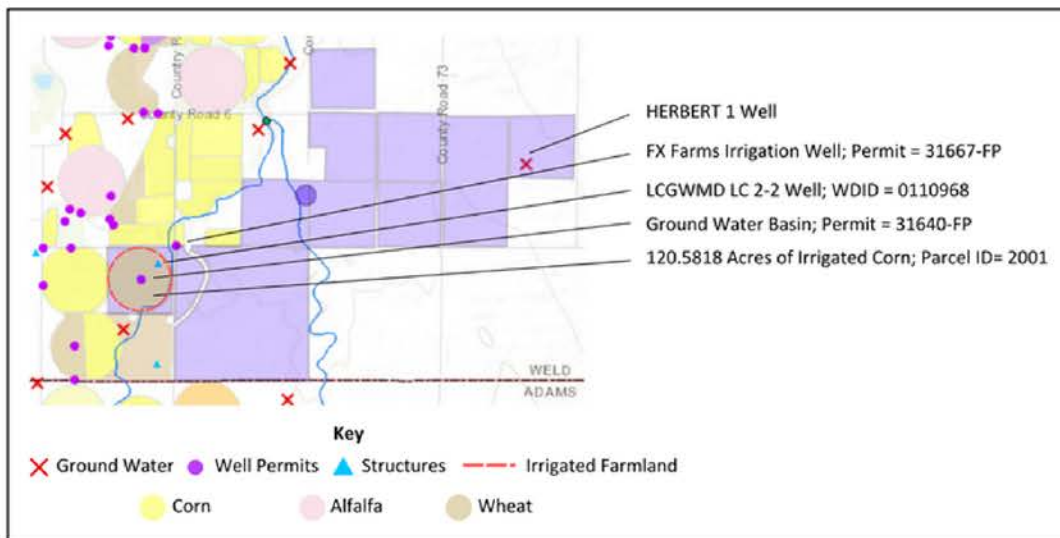 Country R
Co
County Road 73
County Road 6
HERBERT 1 Well
FX Farms Irrigation Well; Permit = 31667-FP
LCGWMD LC 2-2 Well; WDID = 0110968
Ground Water Basin; Permit = 31640-FP
120.5818 Acres of Irrigated Corn; Parcel ID= 2001
WELD
ADAMS
Key
Ground Water Well Permits Structures Irrigated Farmland
Corn Alfalfa Wheat